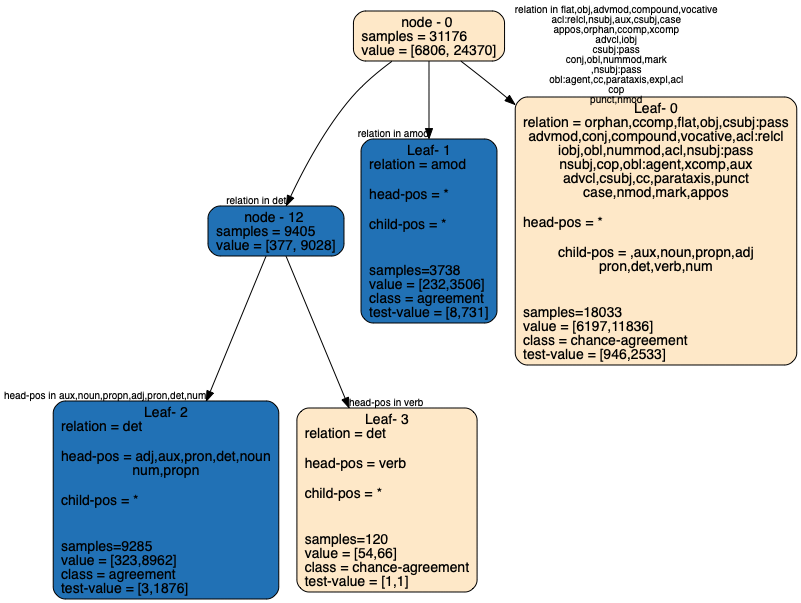 node - 0
samples = 31176
value = [6806, 24370]
relation in flat,obj,advmod,compound,vocative
acl:relcl,nsubj,aux,csubj,case
appos,orphan,ccomp,xcomp
advcl,iobj
csubj:pass
conj,obl,nummod,mark
,nsubj:pass
obl:agent,cc,parataxis,expl,acl
cop
punct,nmod
relation in amod
Leaf- 1
relation = amod
head-pos = *
child-pos = *
samples=3738
value = [232,3506]
class = agreement
test-value = [8,731]
Leaf- 0
relation = orphan,ccomp,flat,obj,csubj:pass
advmod,conj,compound,vocative,acl:relcl
iobj,obl,nummod,acl,nsubj:pass
nsubj,cop,obl:agent,xcomp,aux
advcl,csubj,cc,parataxis,punct
case,nmod,mark,appos
head-pos = *
child-pos = ,aux,noun,propn,adj
pron,det,verb,num
samples=18033
value = [6197,11836]
class = chance-agreement
test-value = [946,2533]
relation in det
node - 12
samples = 9405
value = [377, 9028]
head-pos in aux,noun,propn,adj,pron,det,num
Leaf- 2
relation = det
head-pos = adj,aux,pron,det,noun
num,propn
child-pos = *
samples=9285
value = [323,8962]
class = agreement
test-value = [3,1876]
head-pos in verb
Leaf- 3
relation = det
head-pos = verb
child-pos = *
samples=120
value = [54,66]
class = chance-agreement
test-value = [1,1]